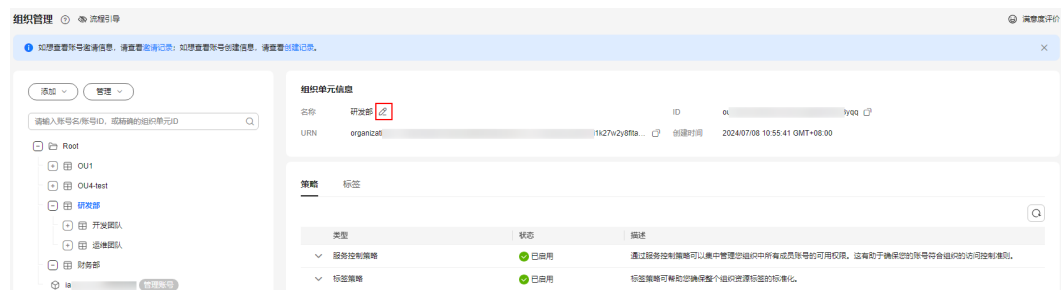 组织管理 流程引导 满意度评价
如想查看账号邀请信息，请查看邀请记录；如想查看账号创建信息，请查看创建记录。
添加 管理
请输入账号名/账号ID，或精确的组织单元ID
Root
OU1
OU4-test
研发部
开发团队
运维团队
财务部
ia 管理账号
组织单元信息
名称 研发部 ID ou yqq
URN organizati 1k27w2y8fita... 创建时间 2024/07/08 10:55:41 GMT+08:00
策略 标签
类型 状态 描述
服务控制策略 已启用 通过服务控制策略可以集中管理您组织中所有成员账号的可用权限。这有助于确保您的账号符合组织的访问控制准则。
标签策略 已启用 标签策略可帮助您确保整个组织资源标签的标准化。